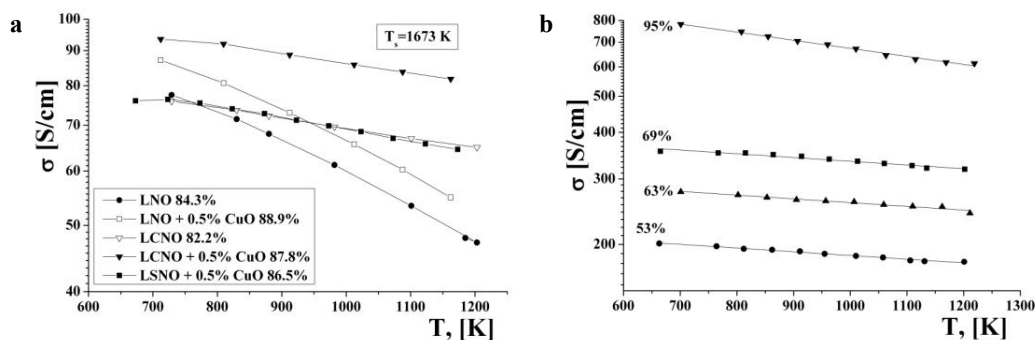 a
100
90
80
70
60
50
40
σ [S/cm]
Ts=1673 K
LNO 84.3%
LNO + 0.5% CuO 88.9%
LCNO 82.2%
LCNO + 0.5% CuO 87.8%
LSNO + 0.5% CuO 86.5%
600 700 800 900 1000 1100 1200
T, [K]
b
800
700
600
500
400
300
200
σ [S/cm]
95%
69%
63%
53%
600 700 800 900 1000 1100 1200 1300
T, [K]